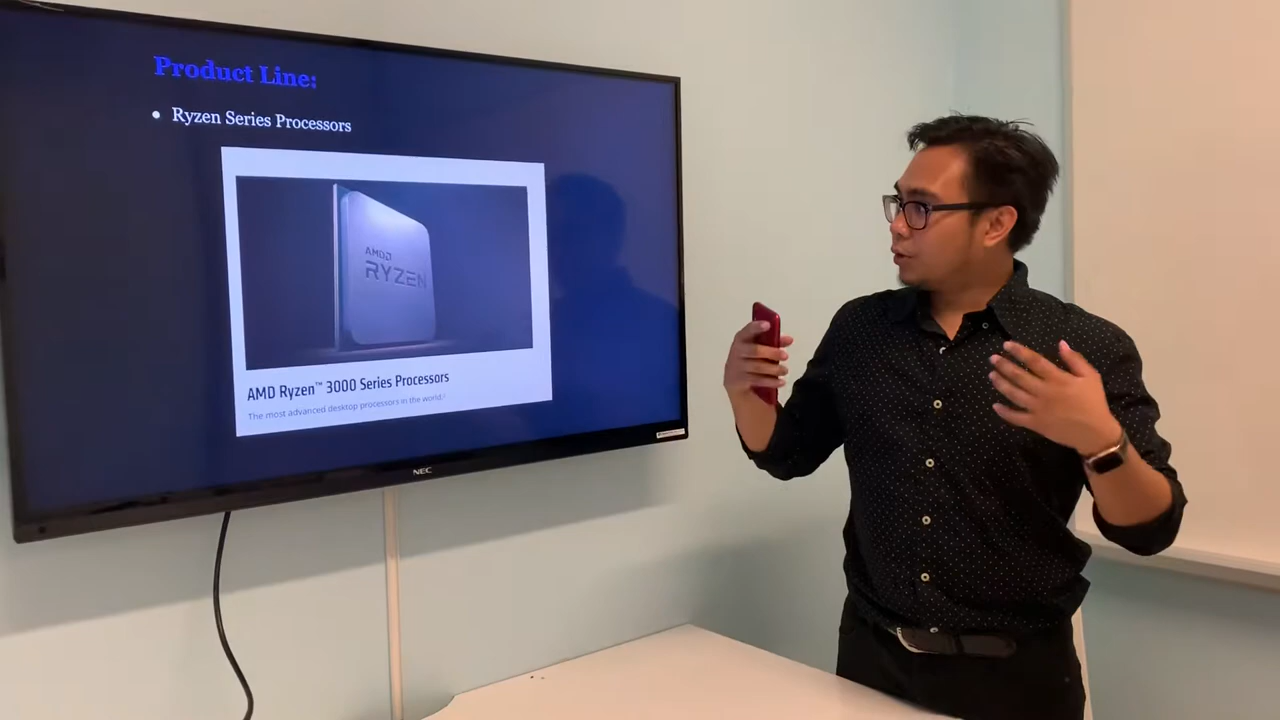 Product Line:
• Ryzen Series Processors
AMD
RYZEN
AMD Ryzen™ 3000 Series Processors
The most advanced desktop processors in the world.
NEC